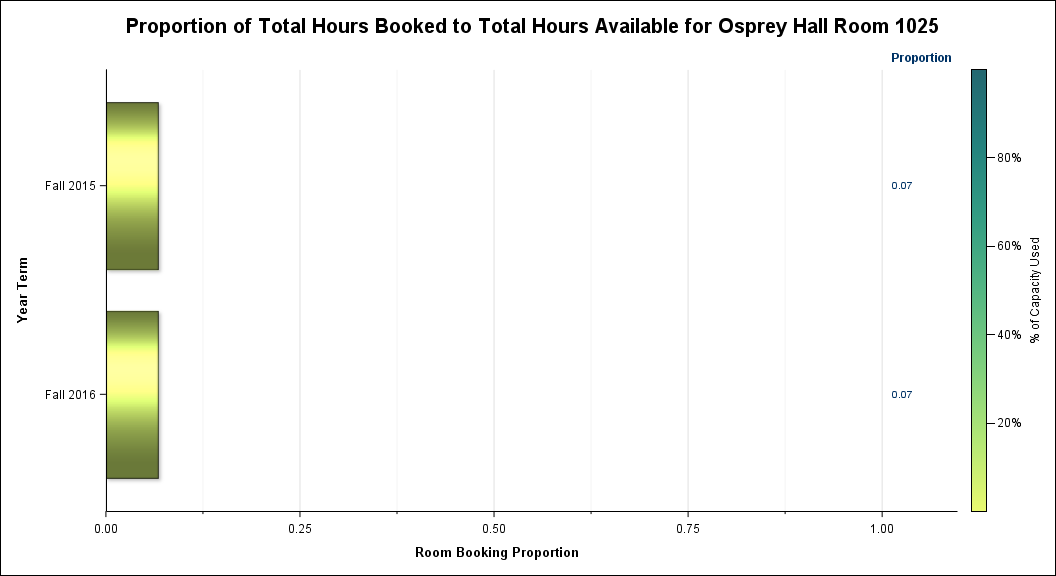 Proportion of Total Hours Booked to Total Hours Available for Osprey Hall Room 1025
Proportion
Fall 2015
0.07
Fall 2016
0.07
Year Term
0.00 0.25 0.50 0.75 1.00
Room Booking Proportion
80%
60%
40%
20%
% of Capacity Used